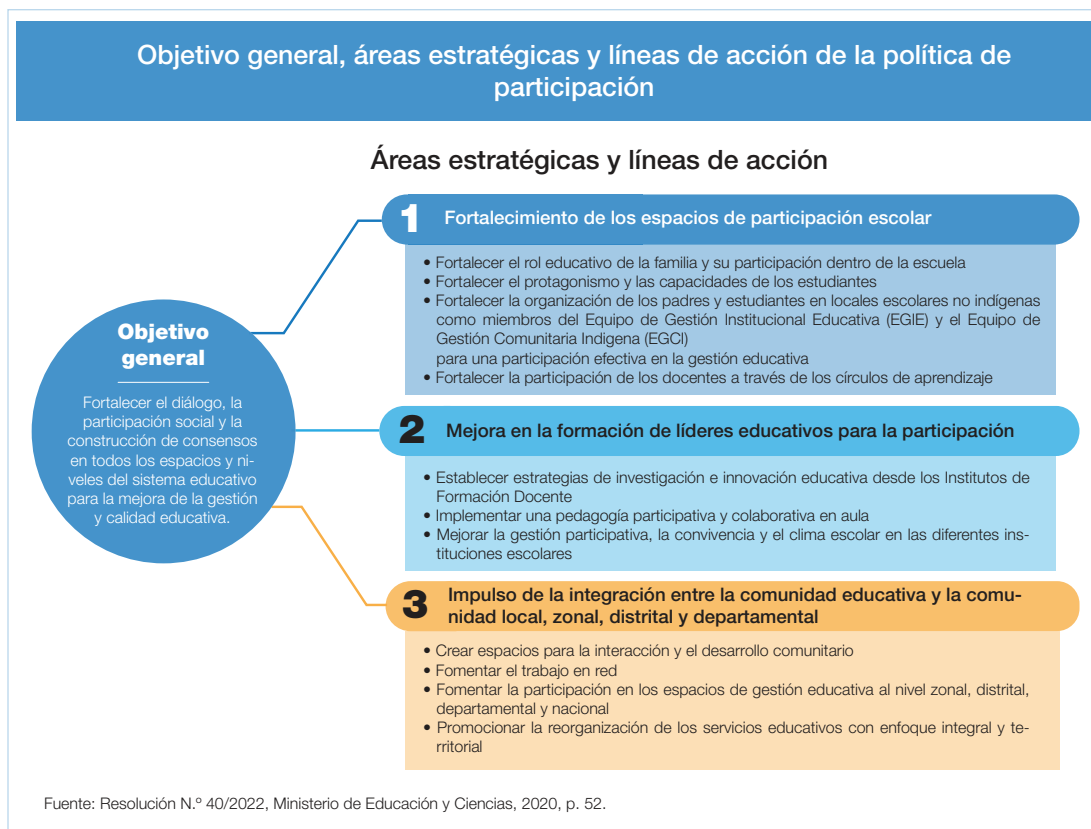 Objetivo general, áreas estratégicas y líneas de acción de la política de
participación
Áreas estratégicas y líneas de acción
Objetivo
general
Fortalecer el diálogo, la
participación social y la
construcción de consensos
en todos los espacios y ni-
veles del sistema educativo
para la mejora de la gestión
y calidad educativa.
1 Fortalecimiento de los espacios de participación escolar
• Fortalecer el rol educativo de la familia y su participación dentro de la escuela
• Fortalecer el protagonismo y las capacidades de los estudiantes
• Fortalecer la organización de los padres y estudiantes en locales escolares no indígenas
como miembros del Equipo de Gestión Institucional Educativa (EGIE) y el Equipo de
Gestión Comunitaria Indigena (EGCI)
para una participación efectiva en la gestión educativa
• Fortalecer la participación de los docentes a través de los círculos de aprendizaje
2 Mejora en la formación de líderes educativos para la participación
• Establecer estrategias de investigación e innovación educativa desde los Institutos de
Formación Docente
• Implementar una pedagogía participativa y colaborativa en aula
• Mejorar la gestión participativa, la convivencia y el clima escolar en las diferentes ins-
tituciones escolares
3 Impulso de la integración entre la comunidad educativa y la comu-
nidad local, zonal, distrital y departamental
• Crear espacios para la interacción y el desarrollo comunitario
• Fomentar el trabajo en red
• Fomentar la participación en los espacios de gestión educativa al nivel zonal, distrital,
departamental y nacional
• Promocionar la reorganización de los servicios educativos con enfoque integral y te-
rritorial
Fuente: Resolución N.º 40/2022, Ministerio de Educación y Ciencias, 2020, p. 52.